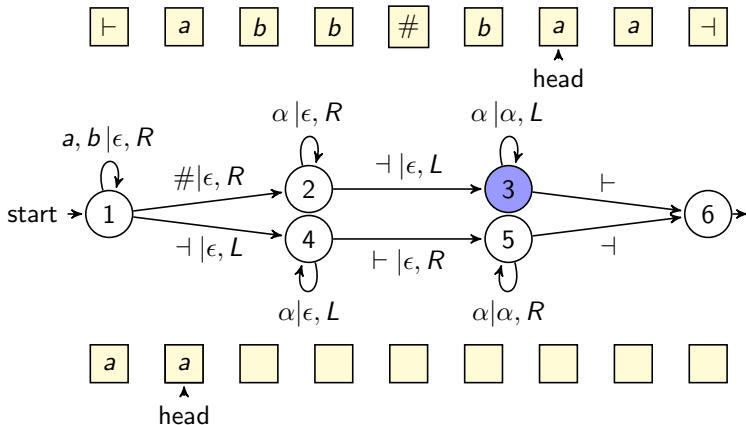 ⊢ a b b # b a a ⊣
head
α|ϵ, R α|α, L
a, b|ϵ, R
#|ϵ, R ⊣|ϵ, L ⊢
2 3
start 1 6
4 5
⊣|ϵ, L ⊢|ϵ, R ⊣
α|ϵ, L α|α, R
a a
head